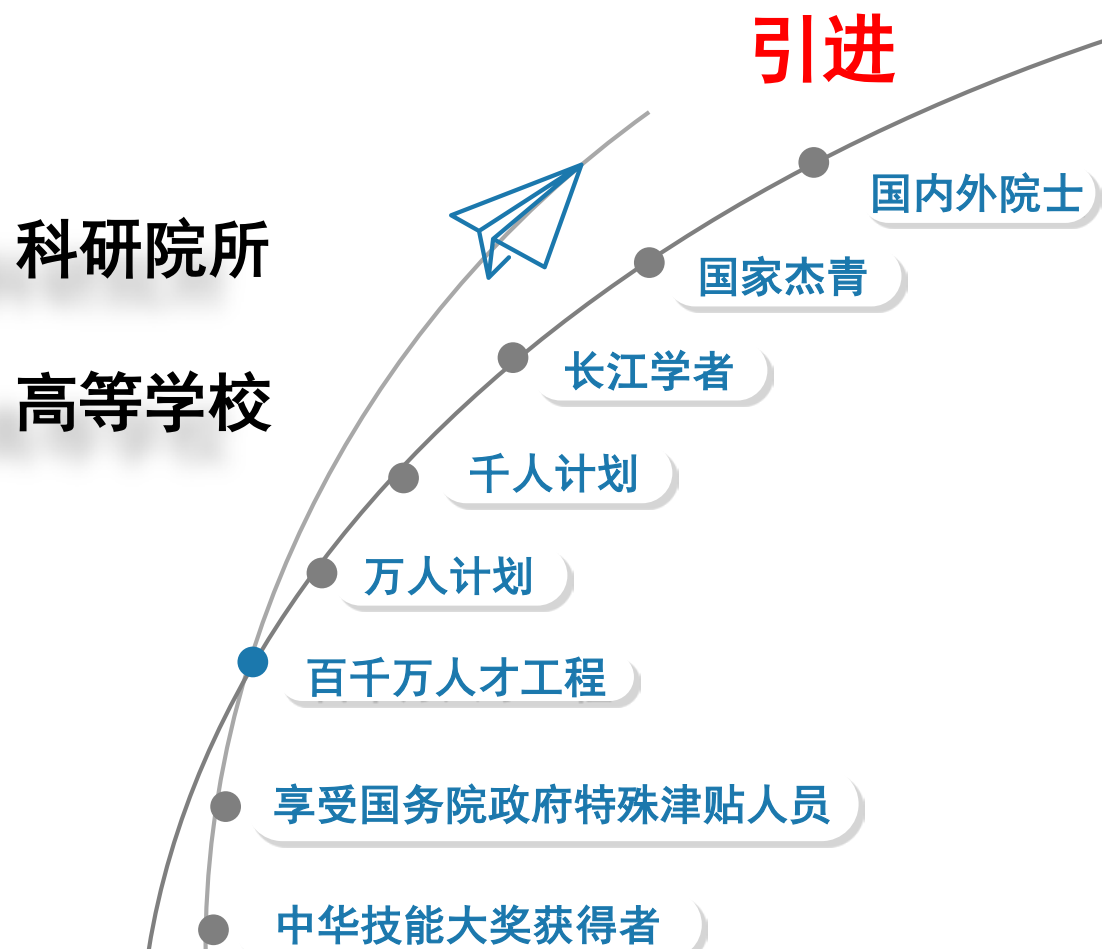 引进
国内外院士
科研院所
国家杰青
长江学者
高等学校
千人计划
万人计划
百千万人才工程
享受国务院政府特殊津贴人员
中华技能大奖获得者